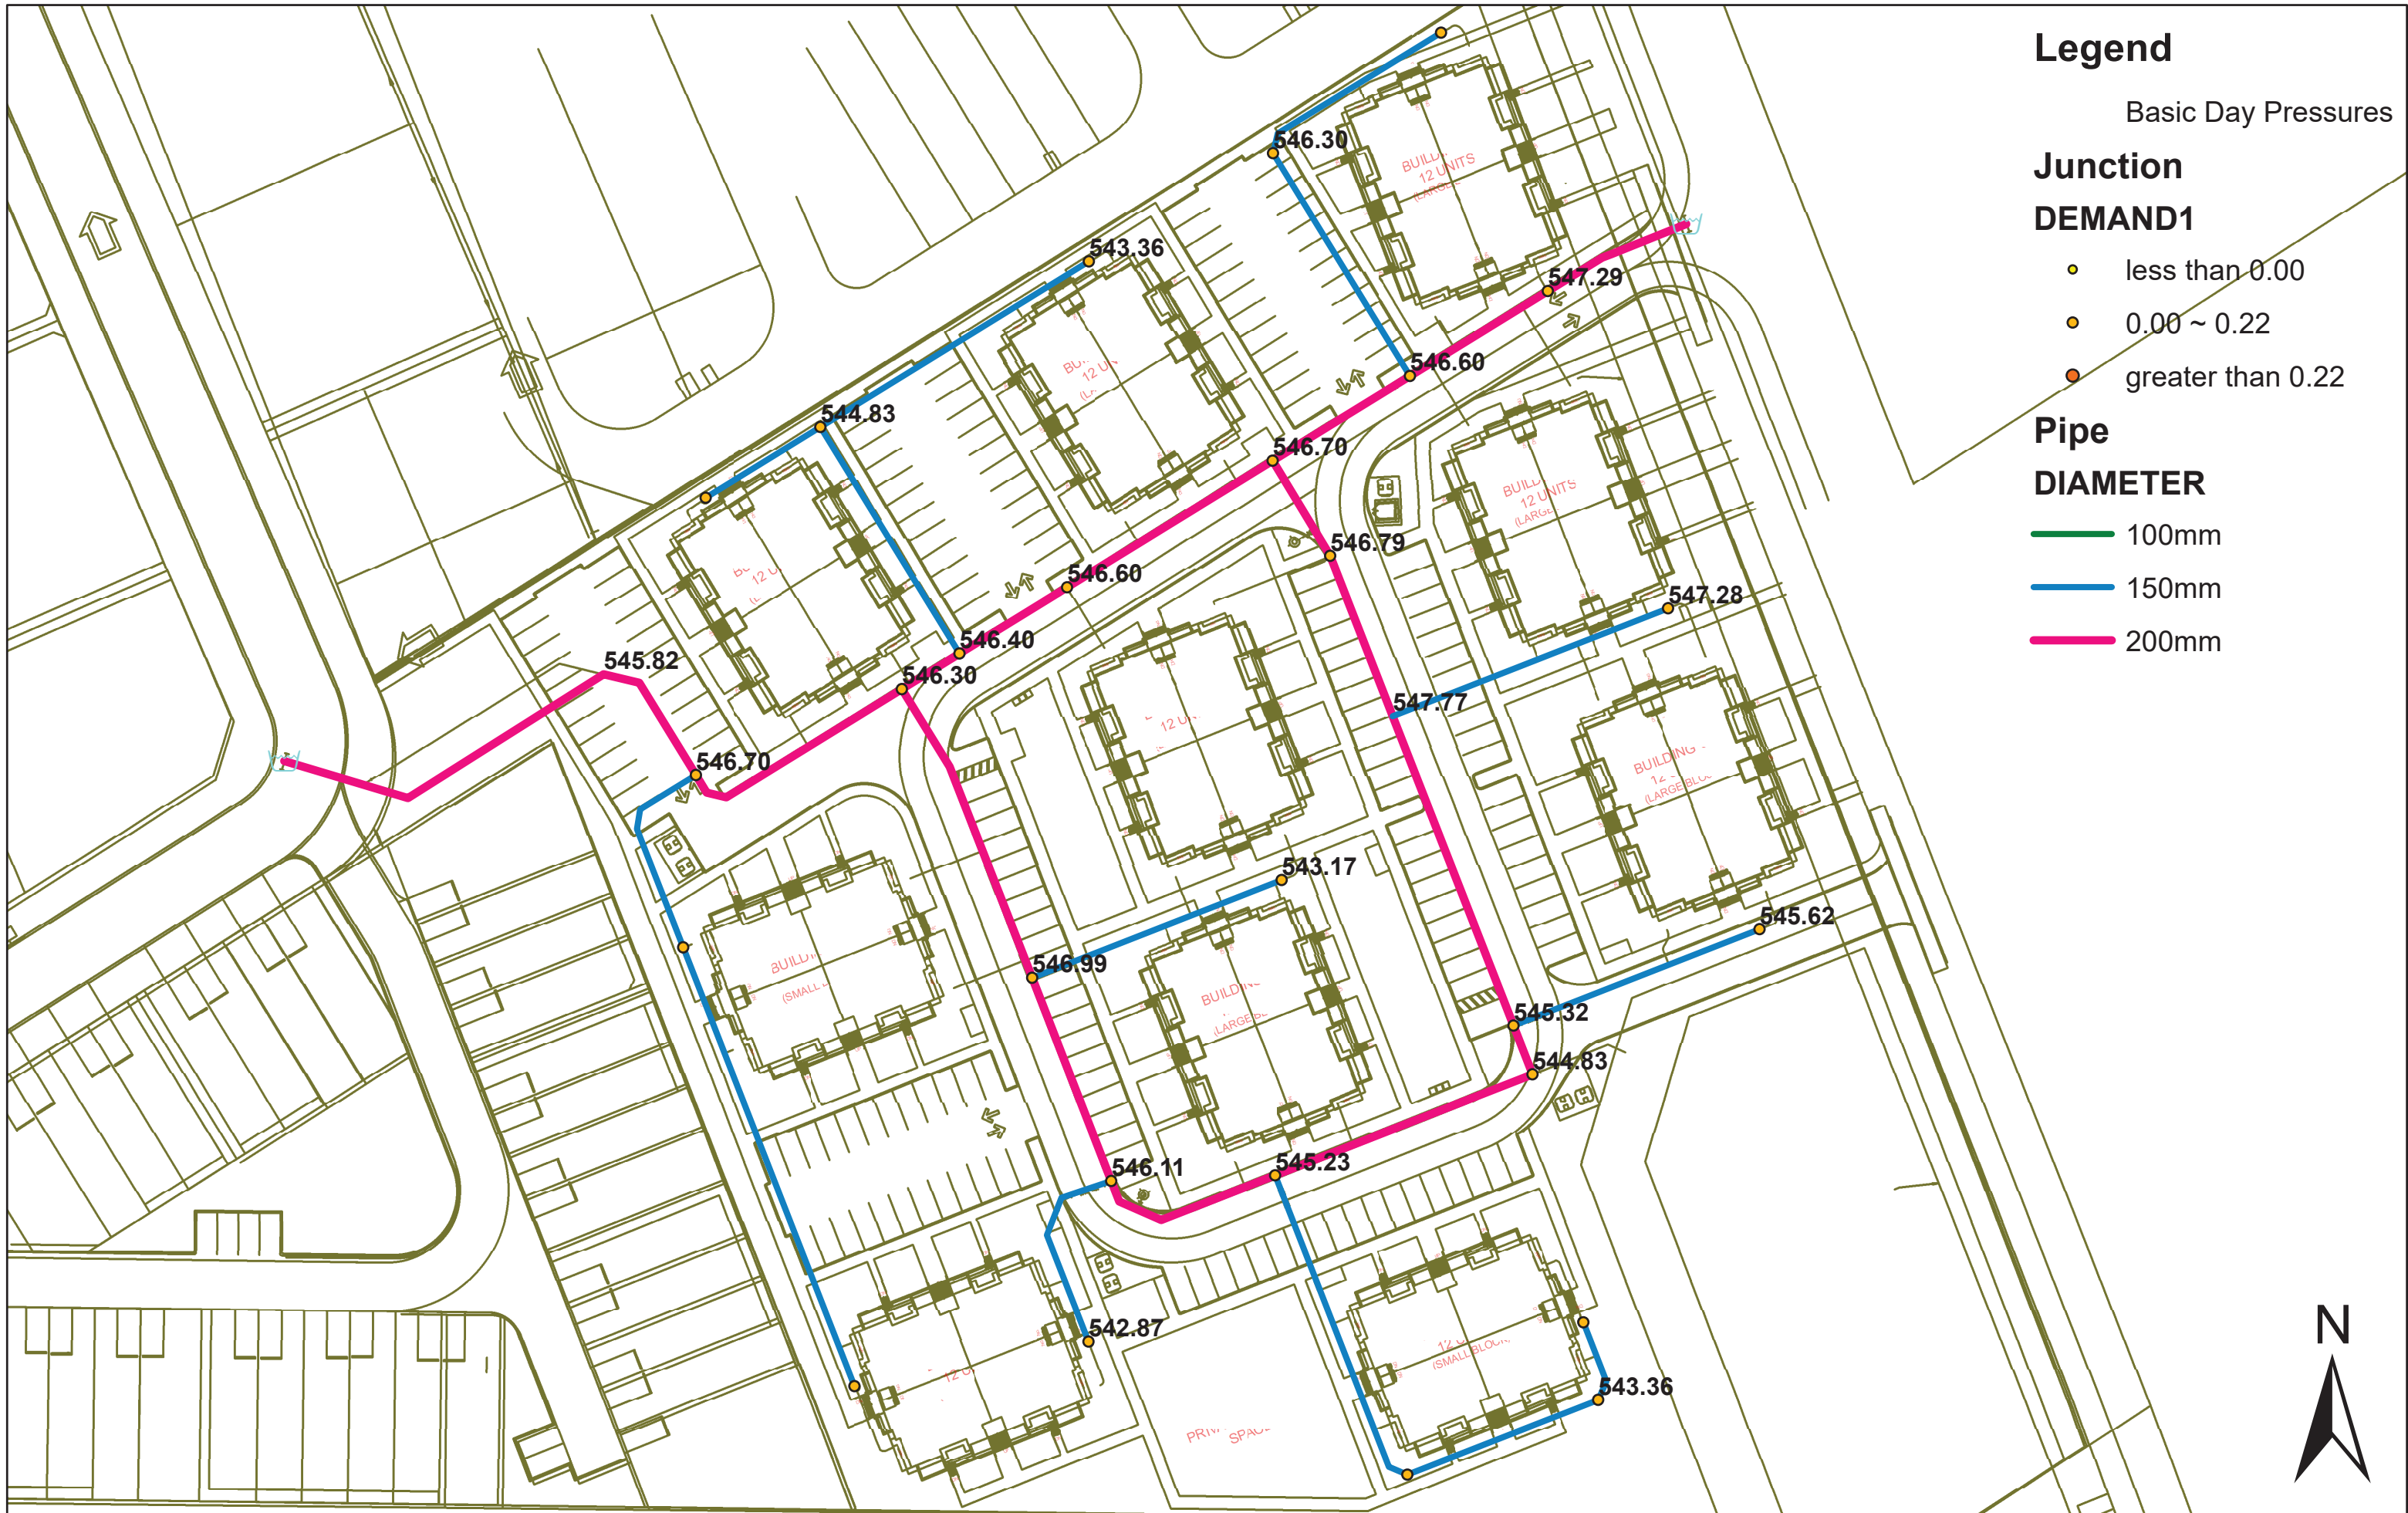 Legend
Basic Day Pressures
Junction
DEMAND1
less than 0.00
0.00 ~ 0.22
greater than 0.22
Pipe
DIAMETER
100mm
150mm
200mm
546.30
12 UNITS
543.36
547.29
546.60
544.83
546.70
12 UNITS
546.79
546.60
547.28
546.40
545.82
546.30
547.77
546.70
BUILDING
543.17
545.62
546.99
545.32
544.83
546.11
545.23
542.87
(SMALL BLOCK)
543.36
N